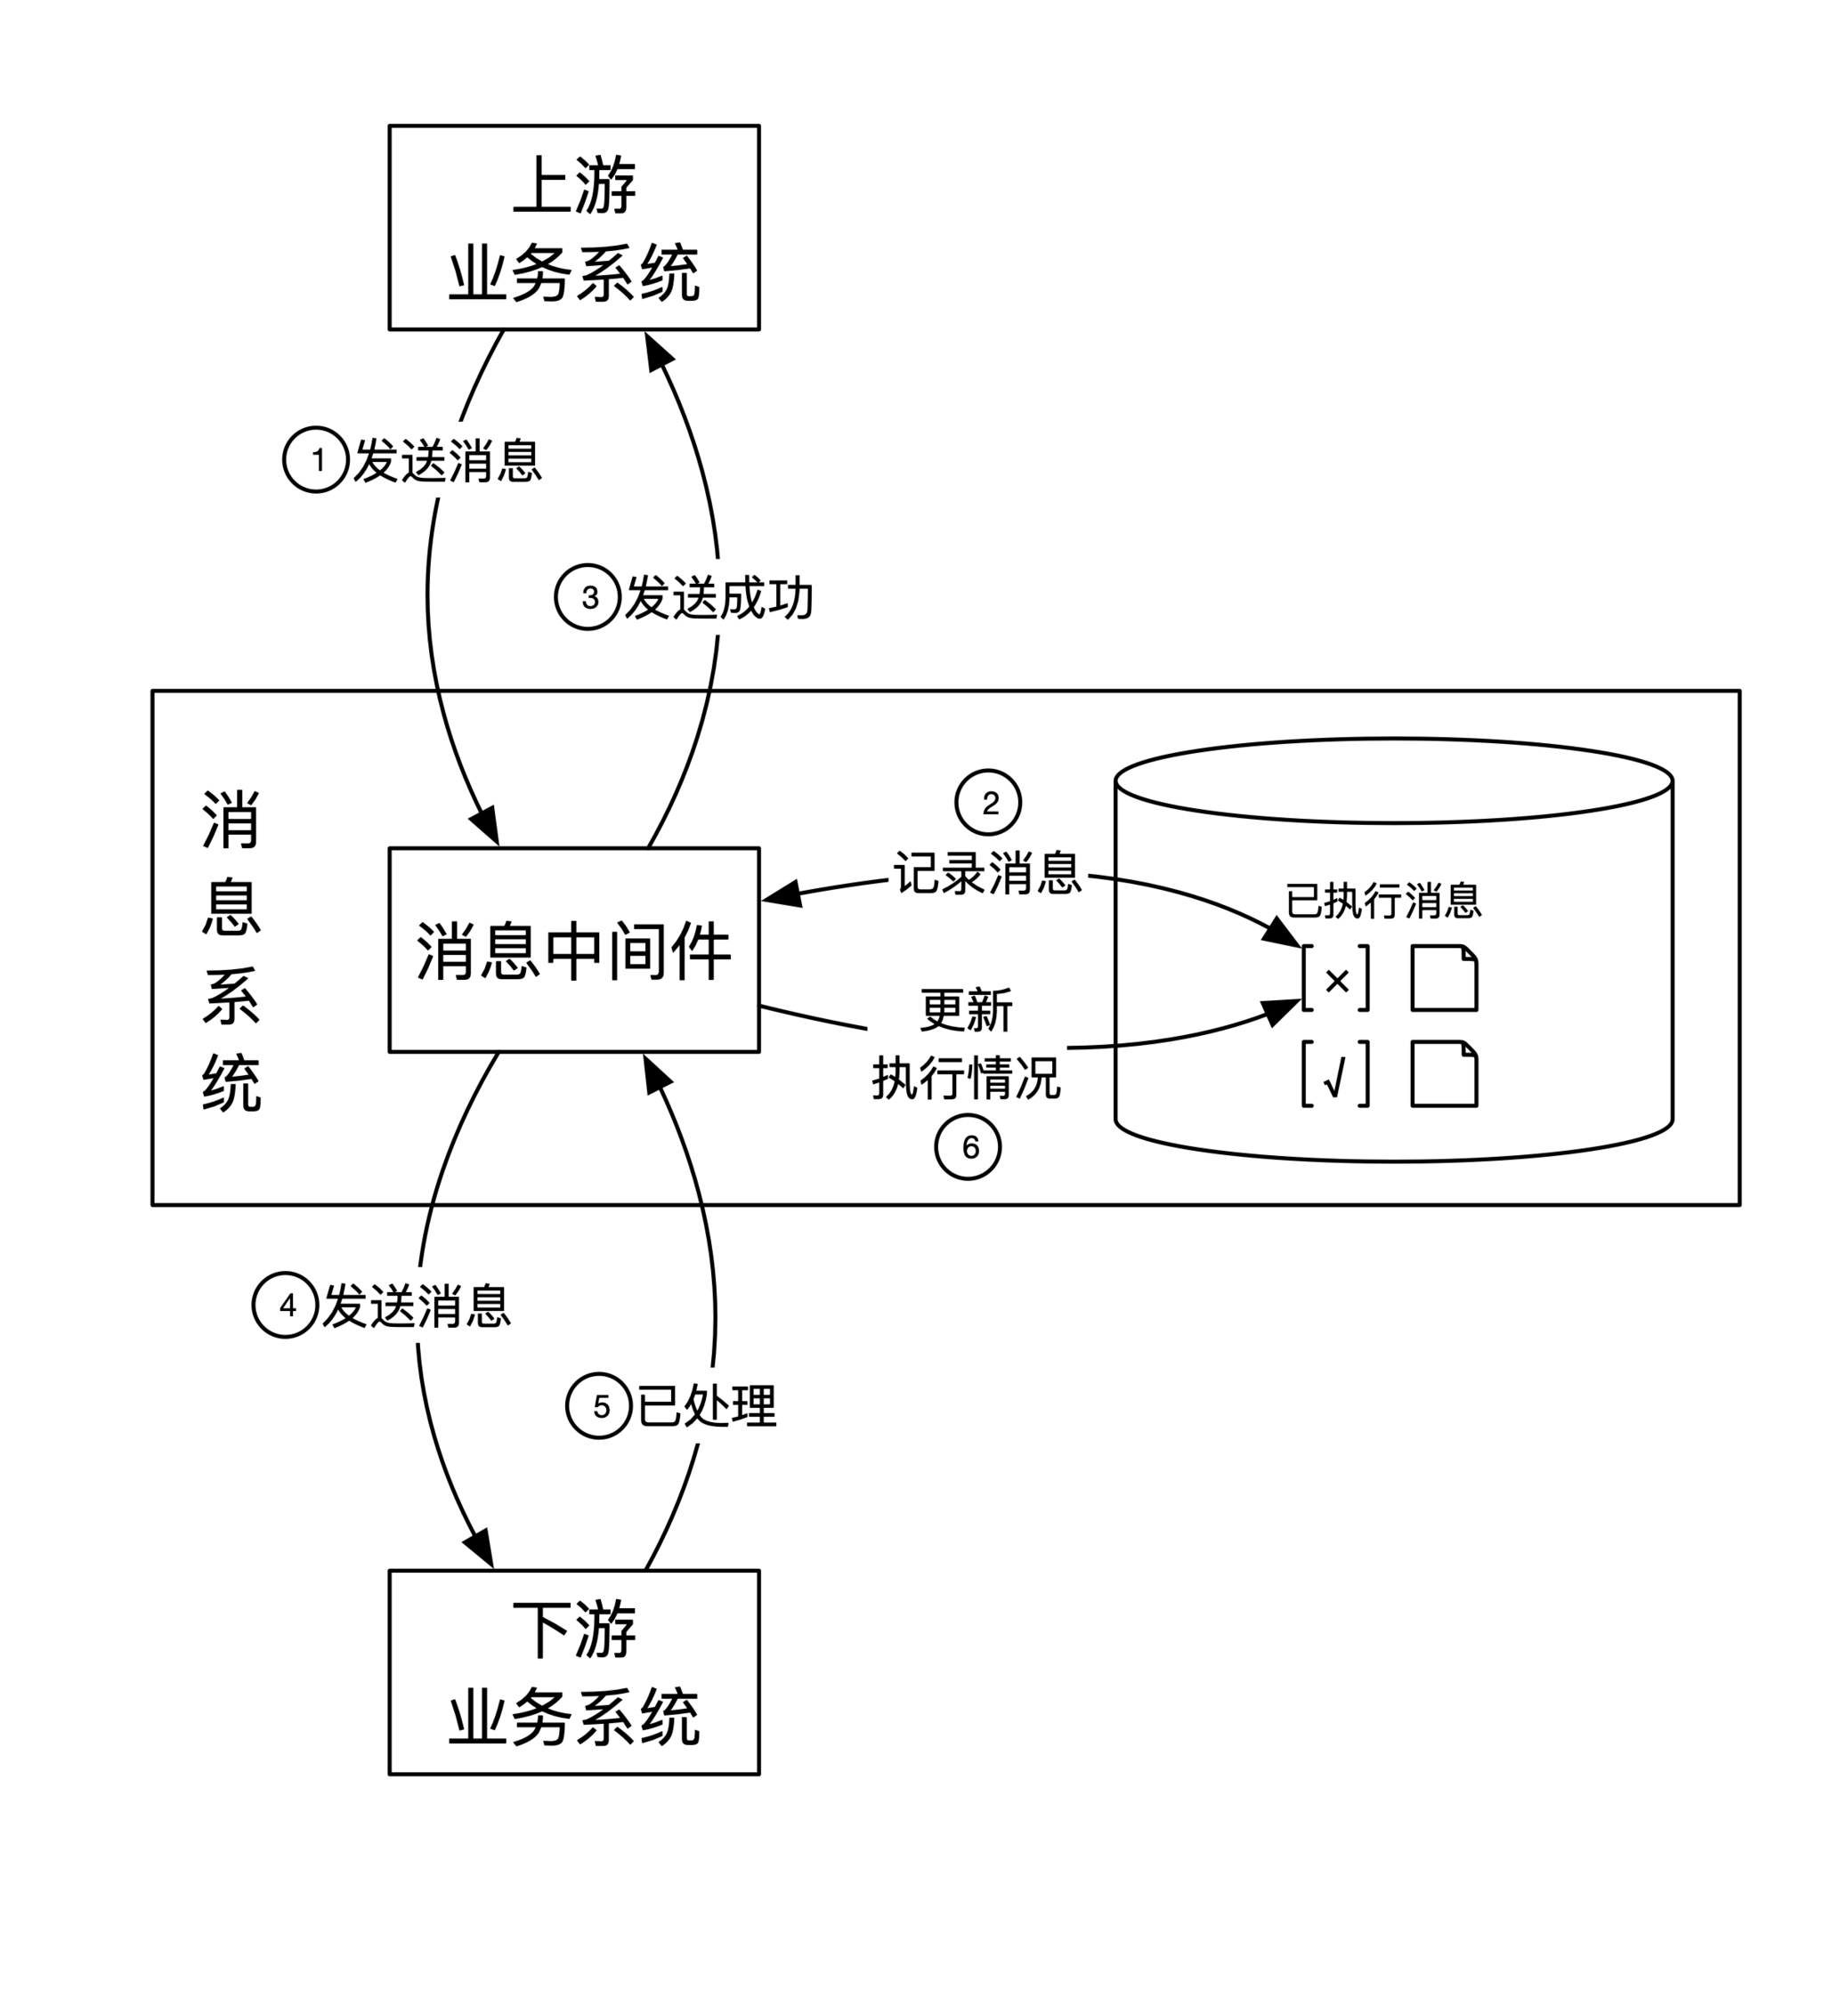 上游
业务系统
1 发送消息
3 发送成功
消息系统
消息中间件
2
记录消息
已执行消息
[×]
更新
执行情况
6
[√]
4 发送消息
5 已处理
下游
业务系统